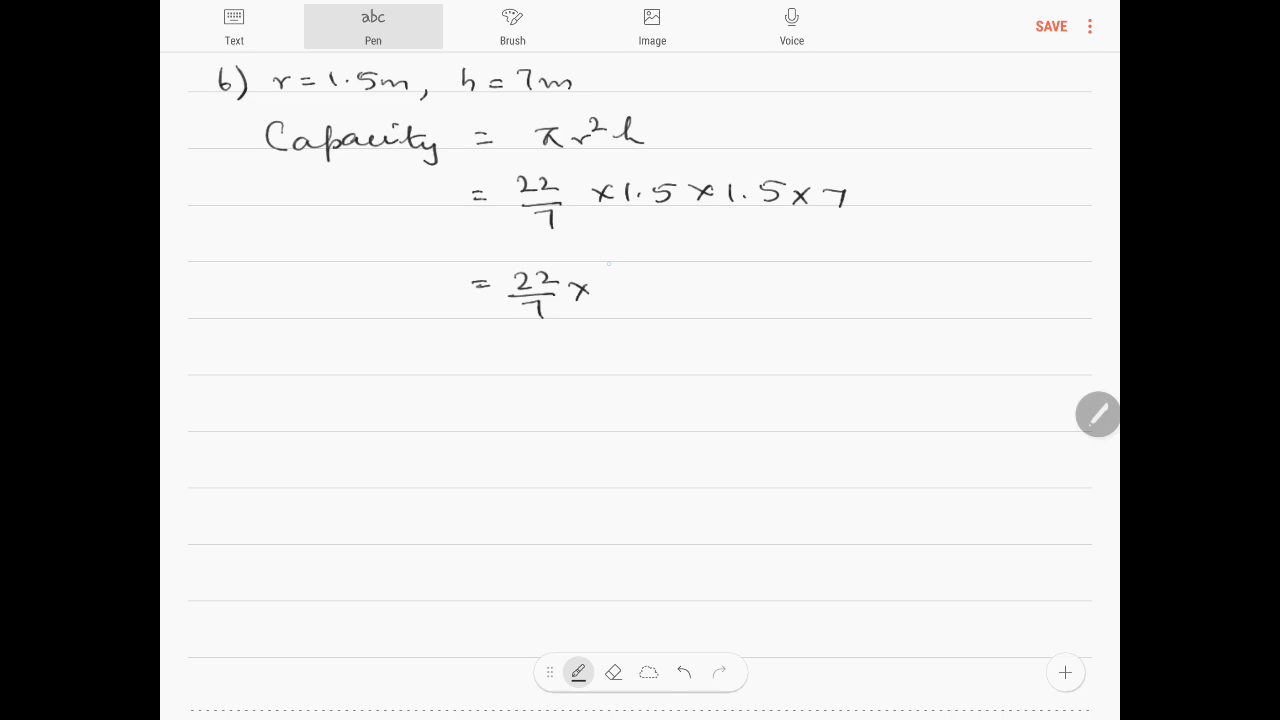 Text
abc
Pen
Brush
Image
Voice
SAVE
6) r = 1.5m, h = 7m
Capacity = πr²h
= 22/7 × 1.5 × 1.5 × 7
= 22/7 ×